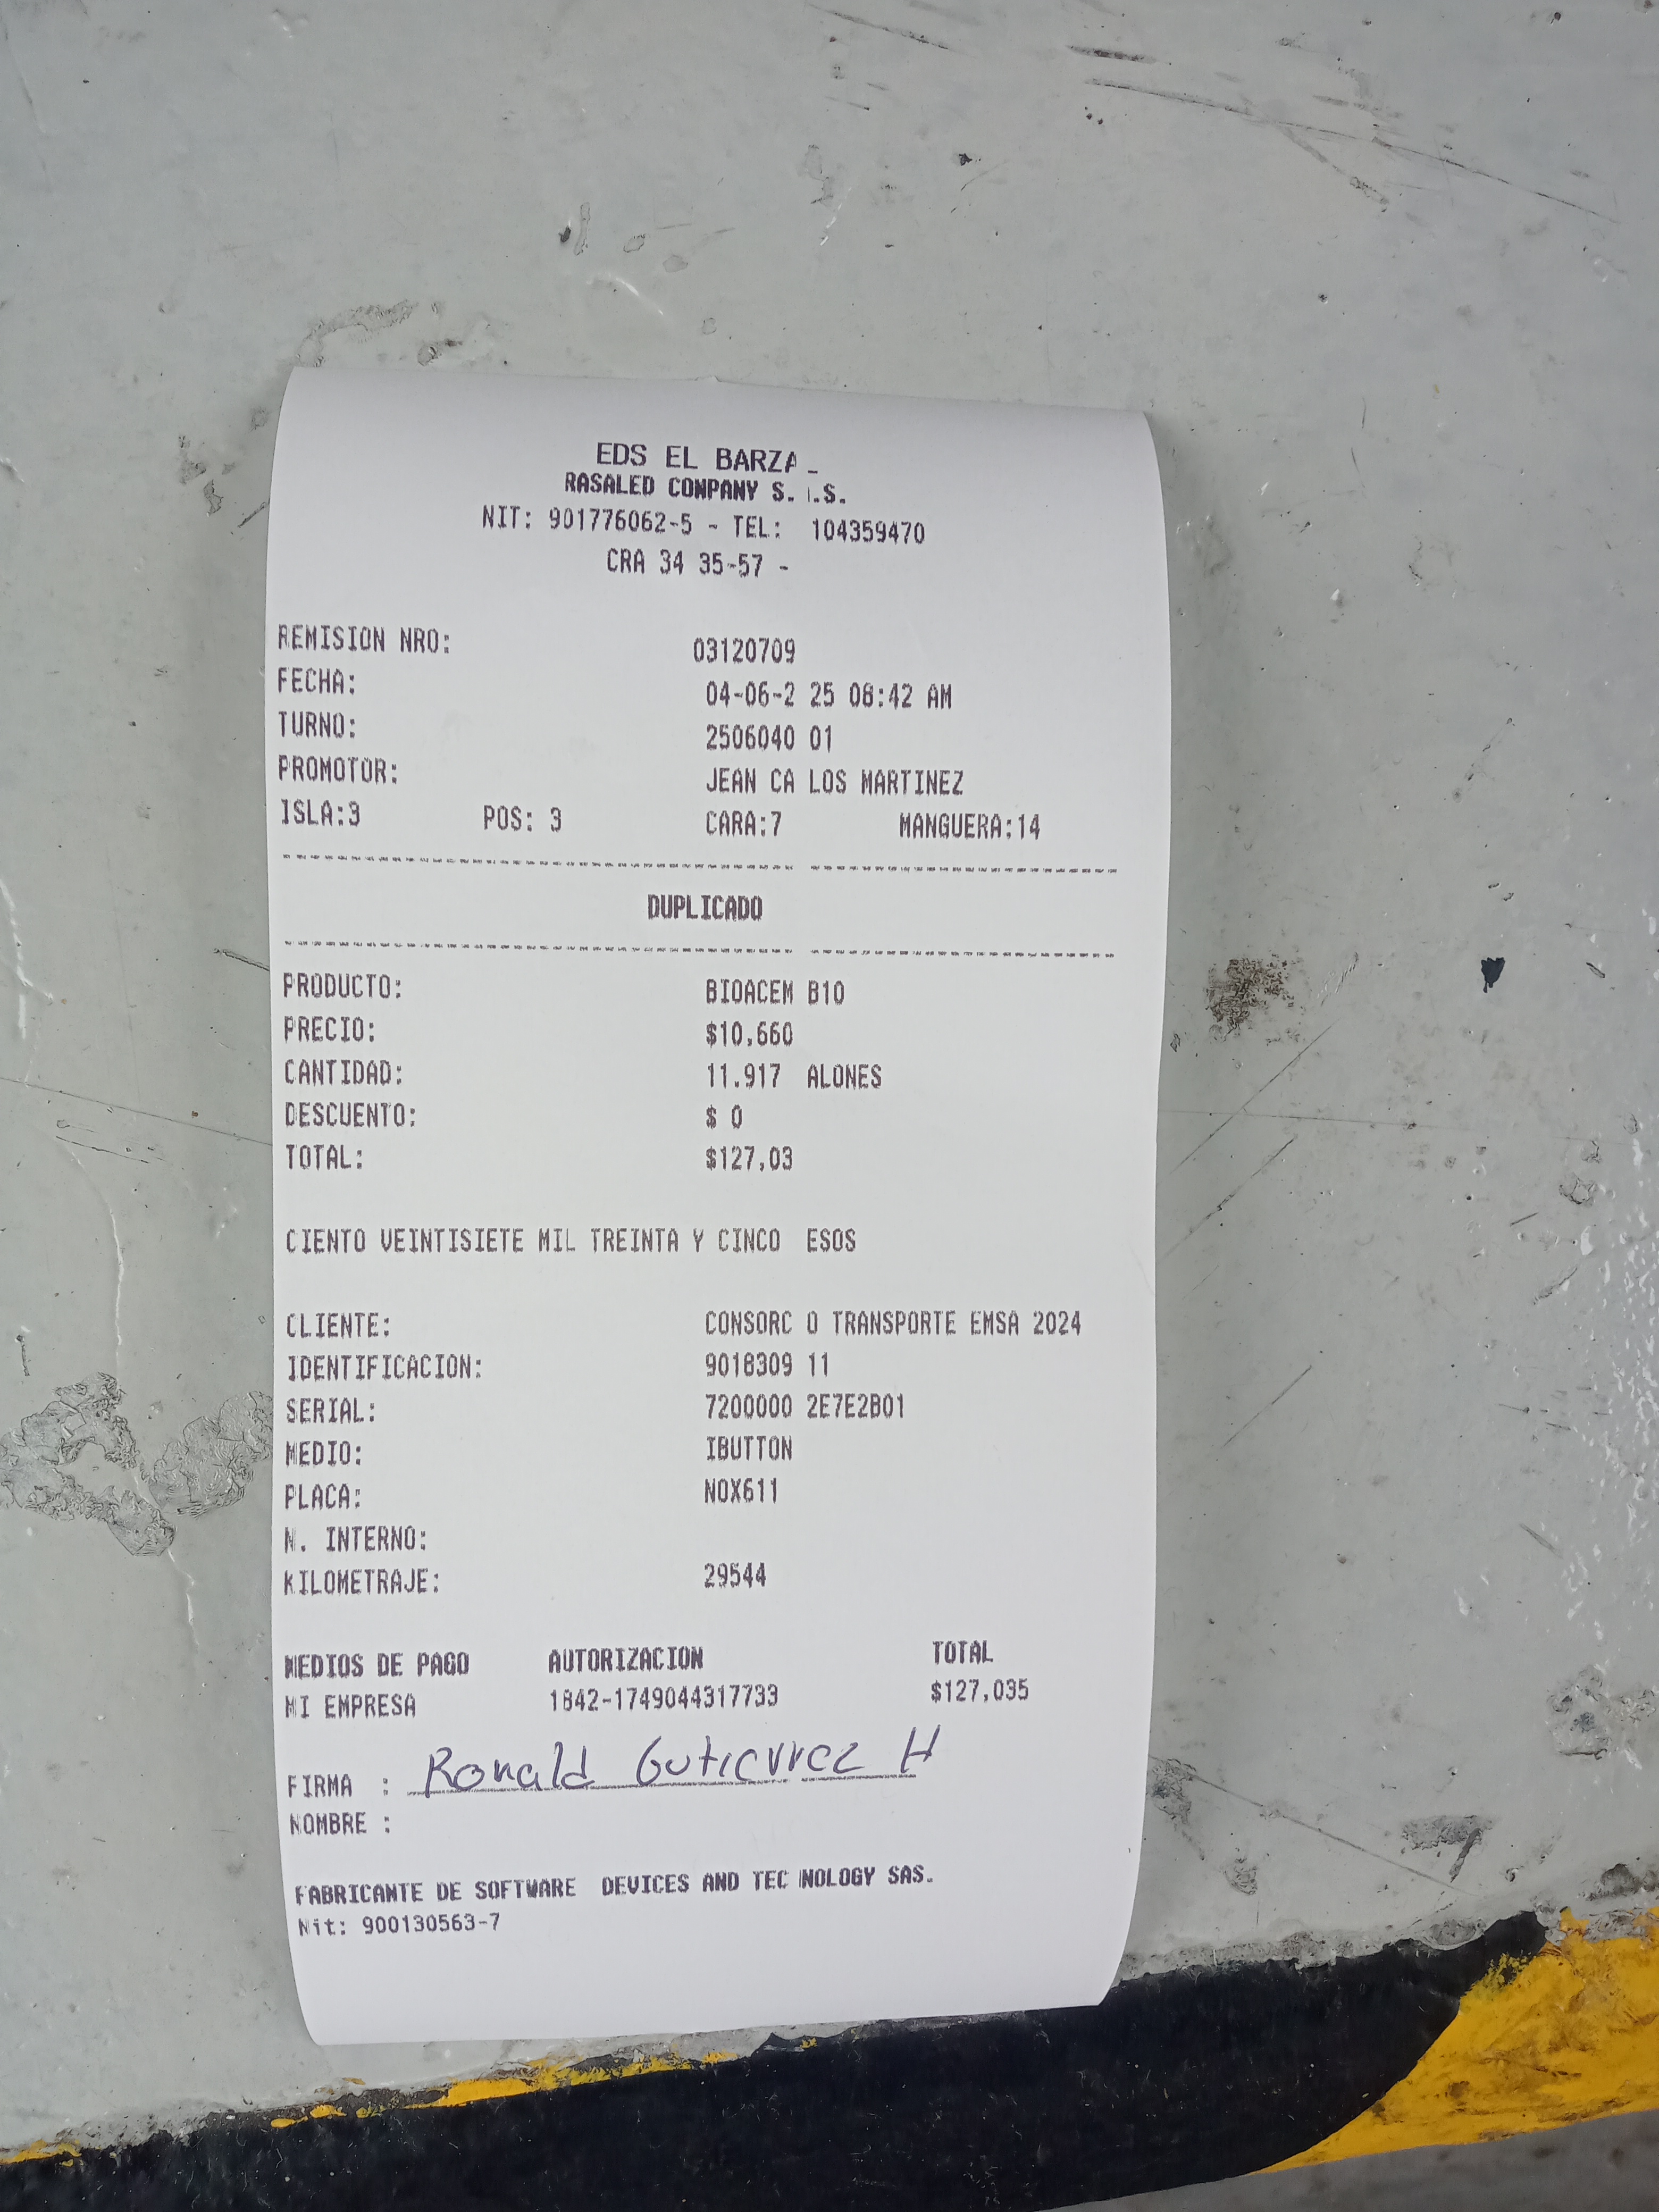 EDS EL BARZA
RASALED CONPANY S. .S.
NIT: 901776062-5 - TEL: 104359470
CRA 34 35-57 -
REMISION NRO: 03120709
FECHA: 04-06-2 25 08:42 AM
TURNO: 2506040 01
PROMOTOR: JEAN CA LOS MARTINEZ
ISLA:3 POS: 3 CARA:7 MANGUERA:14
DUPLICADO
PRODUCTO: BIOACEM B10
PRECIO: $10,660
CANTIDAD: 11.917 ALONES
DESCUENTO: $ 0
TOTAL: $127,03
CIENTO VEINTISIETE MIL TREINTA Y CINCO ESOS
CLIENTE: CONSORC O TRANSPORTE EMSA 2024
IDENTIFICACION: 9018309 11
SERIAL: 7200000 2E7E2B01
MEDIO: IBUTTON
PLACA: NOX611
N. INTERNO:
KILOMETRAJE: 29544
MEDIOS DE PAGO AUTORIZACION TOTAL
MI EMPRESA 1842-1749044317733 $127,035
FIRMA : Ronald Gutierrez H
NOMBRE :
FABRICANTE DE SOFTWARE DEVICES AND TEC NOLOGY SAS.
Nit: 900130563-7